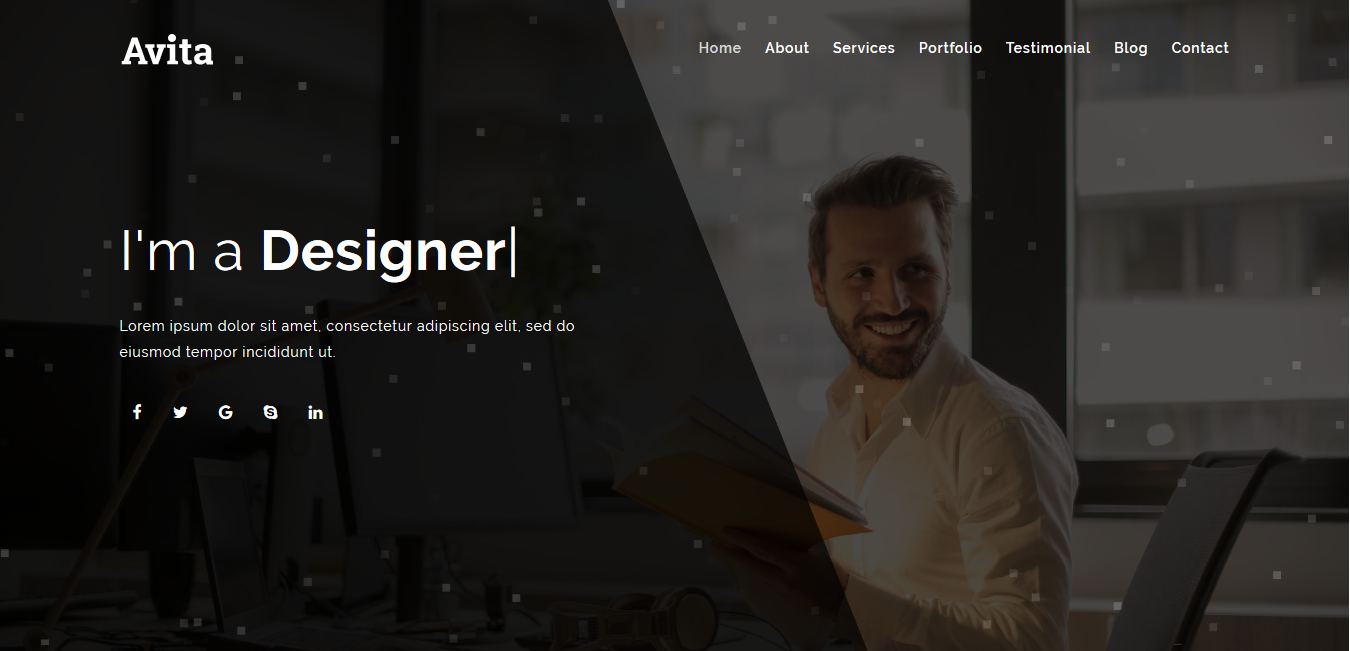 Avita
Home About Services Portfolio Testimonial Blog Contact
I'm a Designer|
Lorem ipsum dolor sit amet, consectetur adipiscing elit, sed do
eiusmod tempor incididunt ut.